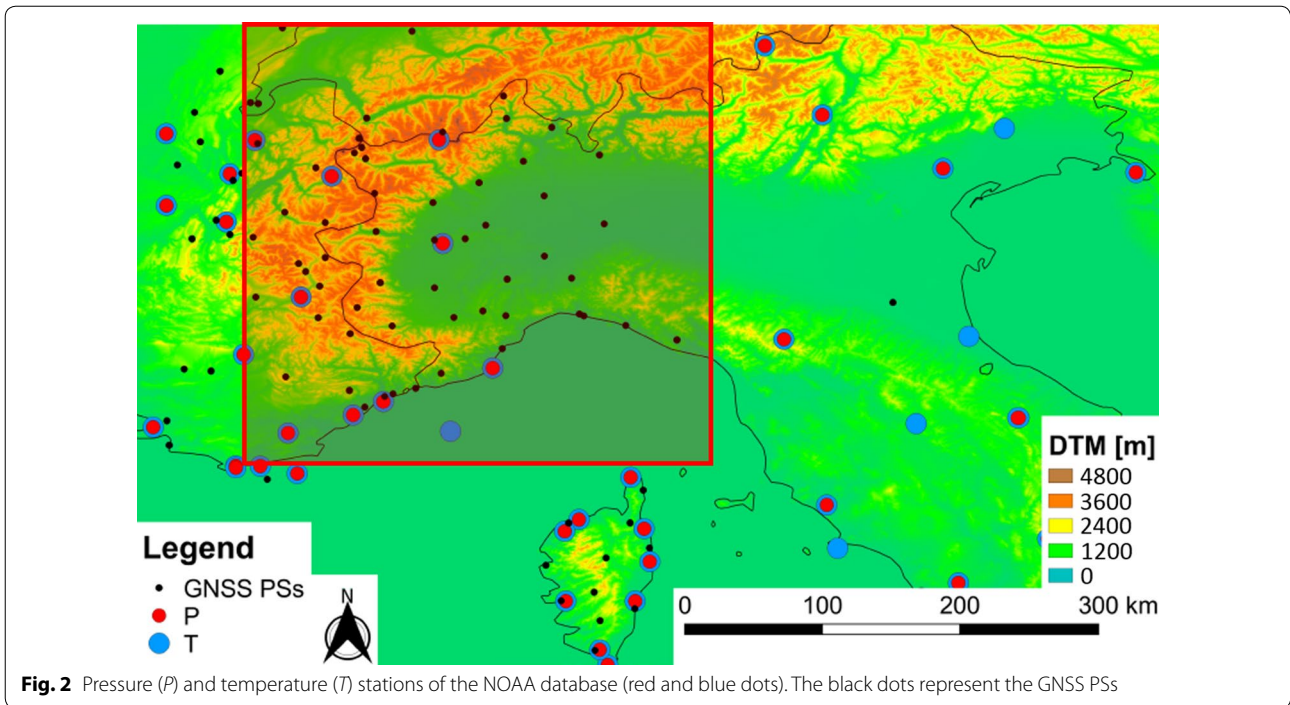 DTM [m]
4800
3600
2400
1200
0
Legend
GNSS PSs
P
T
N
0 100 200 300 km
Fig. 2 Pressure (P) and temperature (T) stations of the NOAA database (red and blue dots). The black dots represent the GNSS PSs